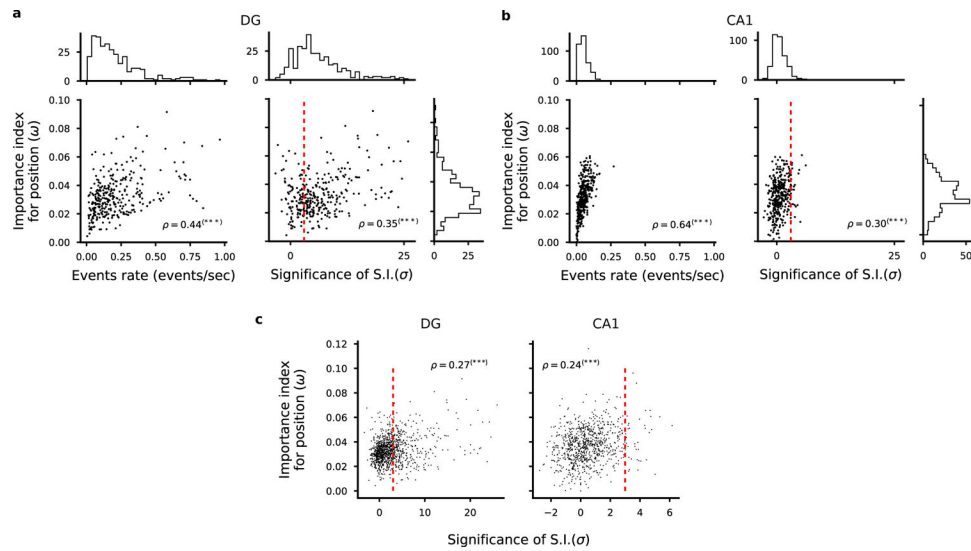 a
DG
b
CA1
25
0
25
0
100
0
100
0
Importance index
for position (ω)
0.10
0.08
0.06
0.04
0.02
0.00
ρ = 0.44(***)
ρ = 0.35(***)
0.00 0.25 0.50 0.75 1.00
0 25
0 25
Events rate (events/sec)
Significance of S.I.(σ)
Importance index
for position (ω)
0.10
0.08
0.06
0.04
0.02
0.00
ρ = 0.64(***)
ρ = 0.30(***)
0.00 0.25 0.50 0.75 1.00
0 25
0 50
Events rate (events/sec)
Significance of S.I.(σ)
c
DG
CA1
Importance index
for position (ω)
0.12
0.10
0.08
0.06
0.04
0.02
0.00
ρ = 0.27(***)
ρ = 0.24(***)
0 10 20
−2 0 2 4 6
Significance of S.I.(σ)